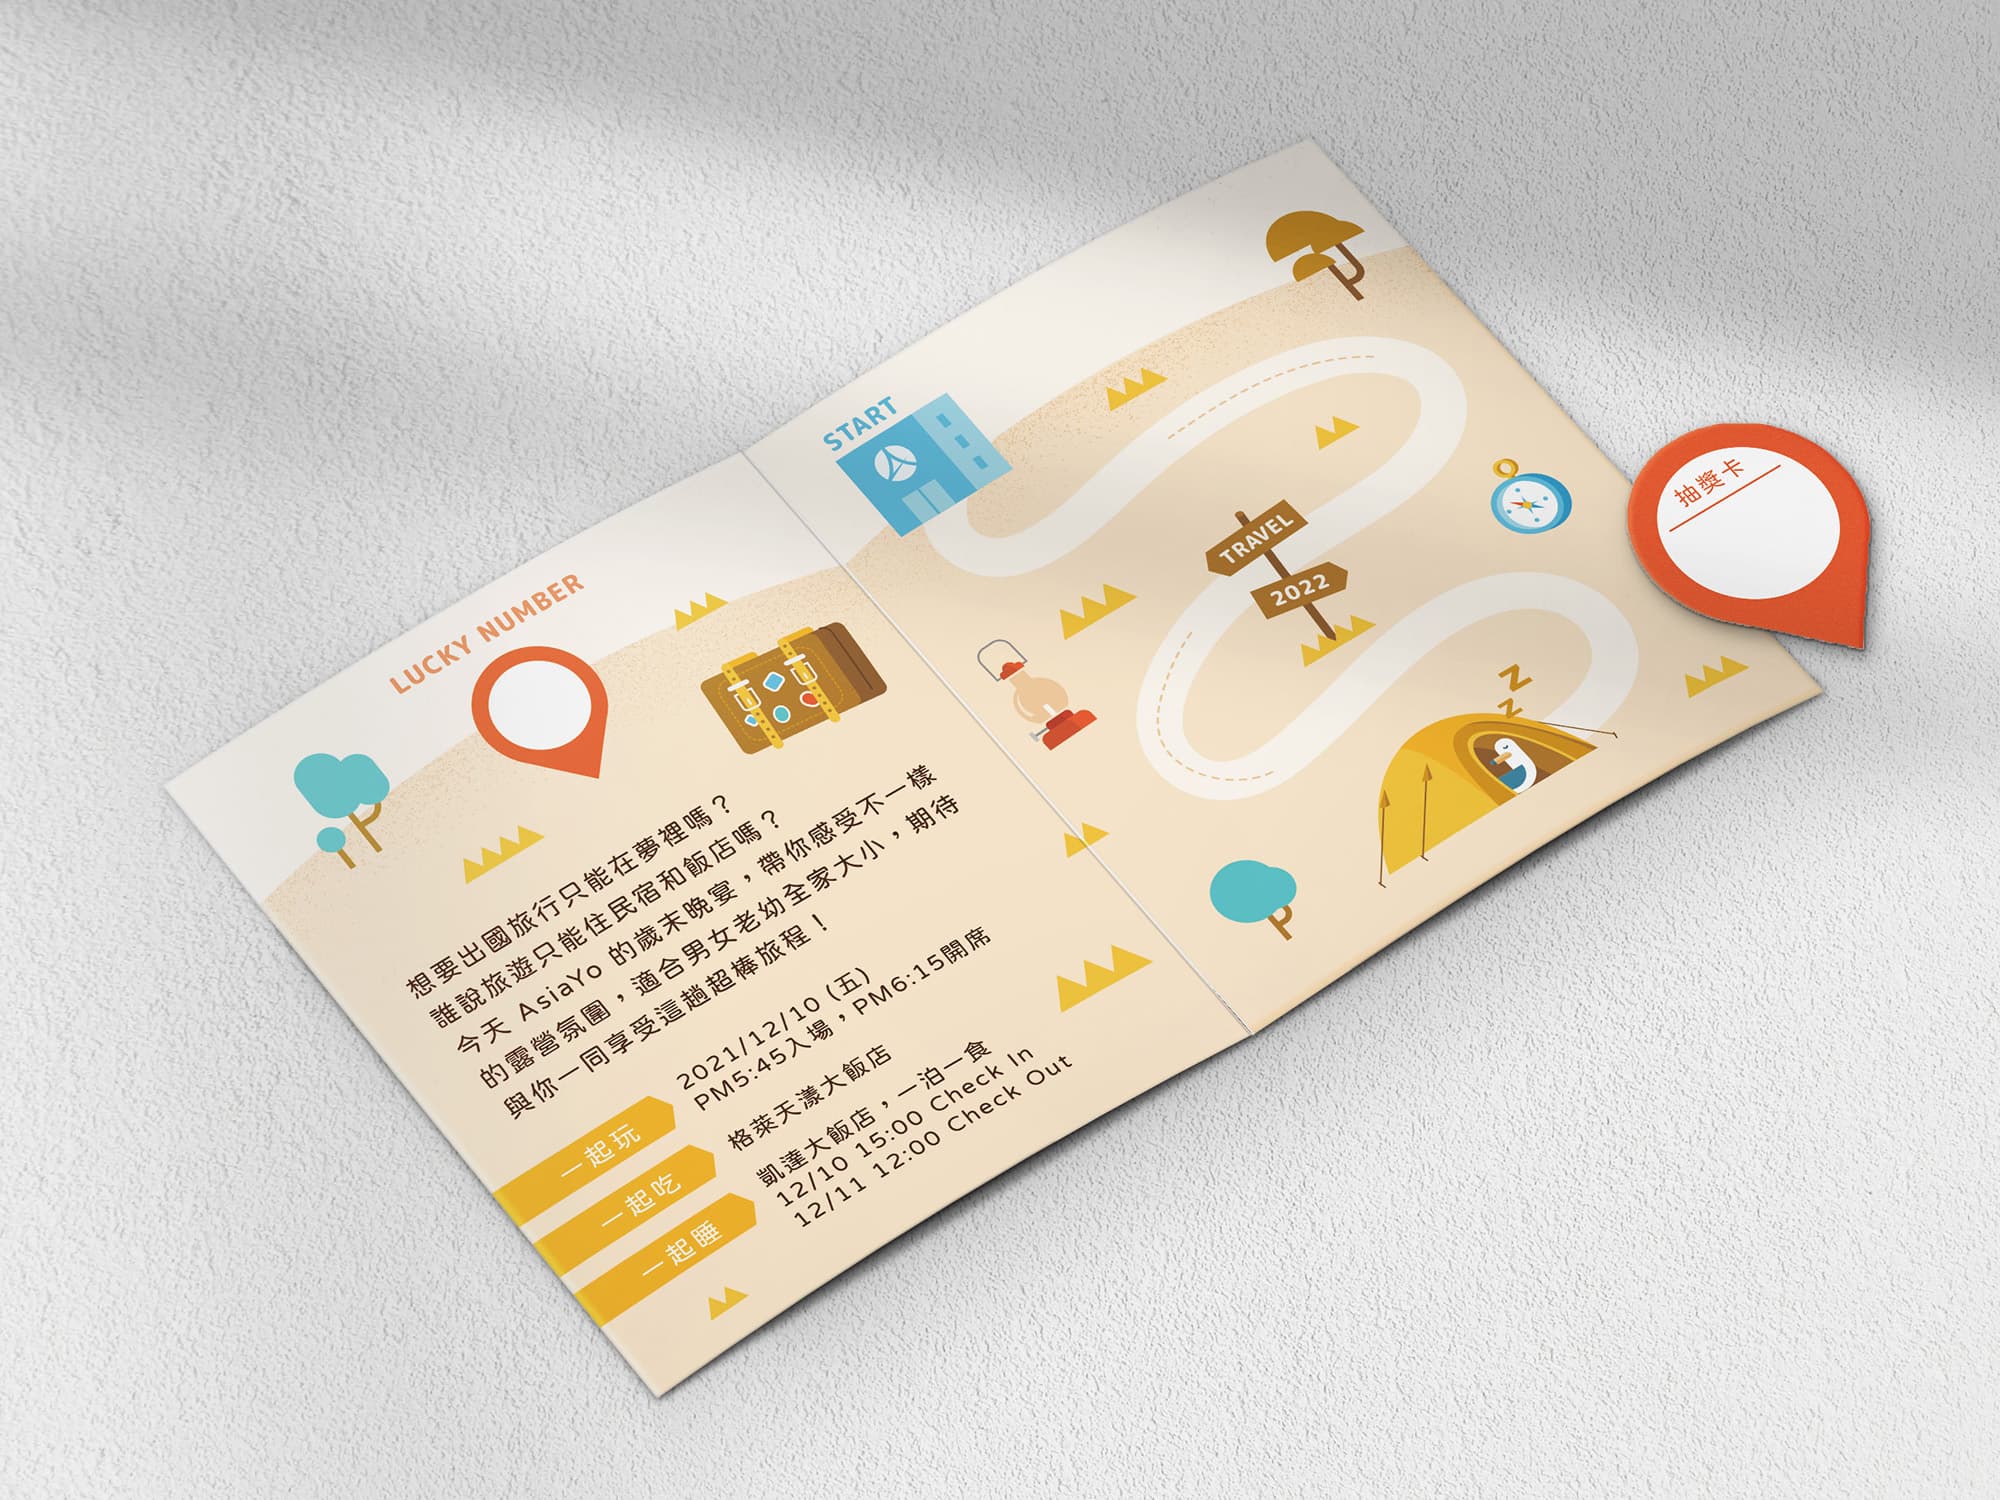 LUCKY NUMBER
想要出國旅行只能在夢裡嗎？
誰說旅遊只能住民宿和飯店嗎？
今天 AsiaYo 的歲末晚宴，帶你感受不一樣
的露營氛圍，適合男女老幼全家大小，期待
與你一同享受這趟超棒旅程！
一起玩
2021/12/10 (五)
PM5:45入場，PM6:15開席
一起吃
格萊天漾大飯店
一起睡
凱達大飯店，一泊一食
12/10 15:00 Check In
12/11 12:00 Check Out
START
TRAVEL
2022
Z
Z
抽獎卡